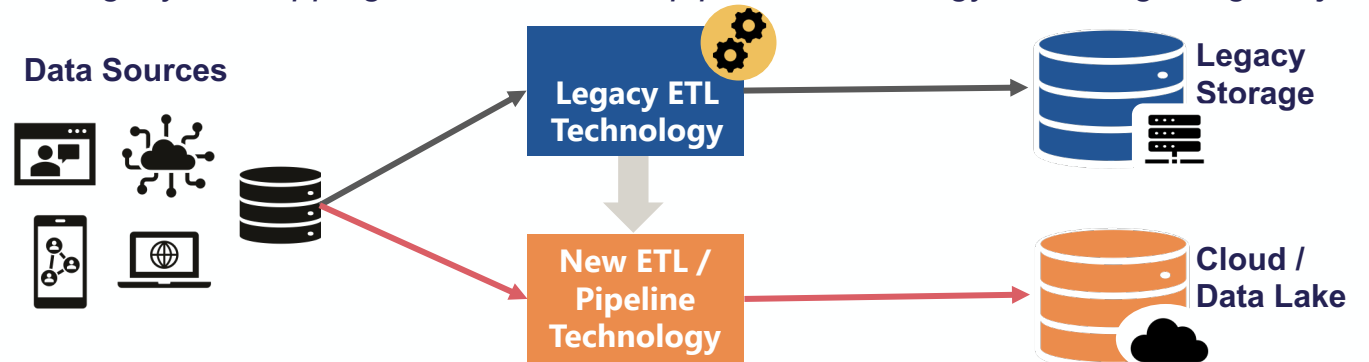 Data Sources
Legacy ETL
Technology
Legacy
Storage
New ETL /
Pipeline
Technology
Cloud /
Data Lake